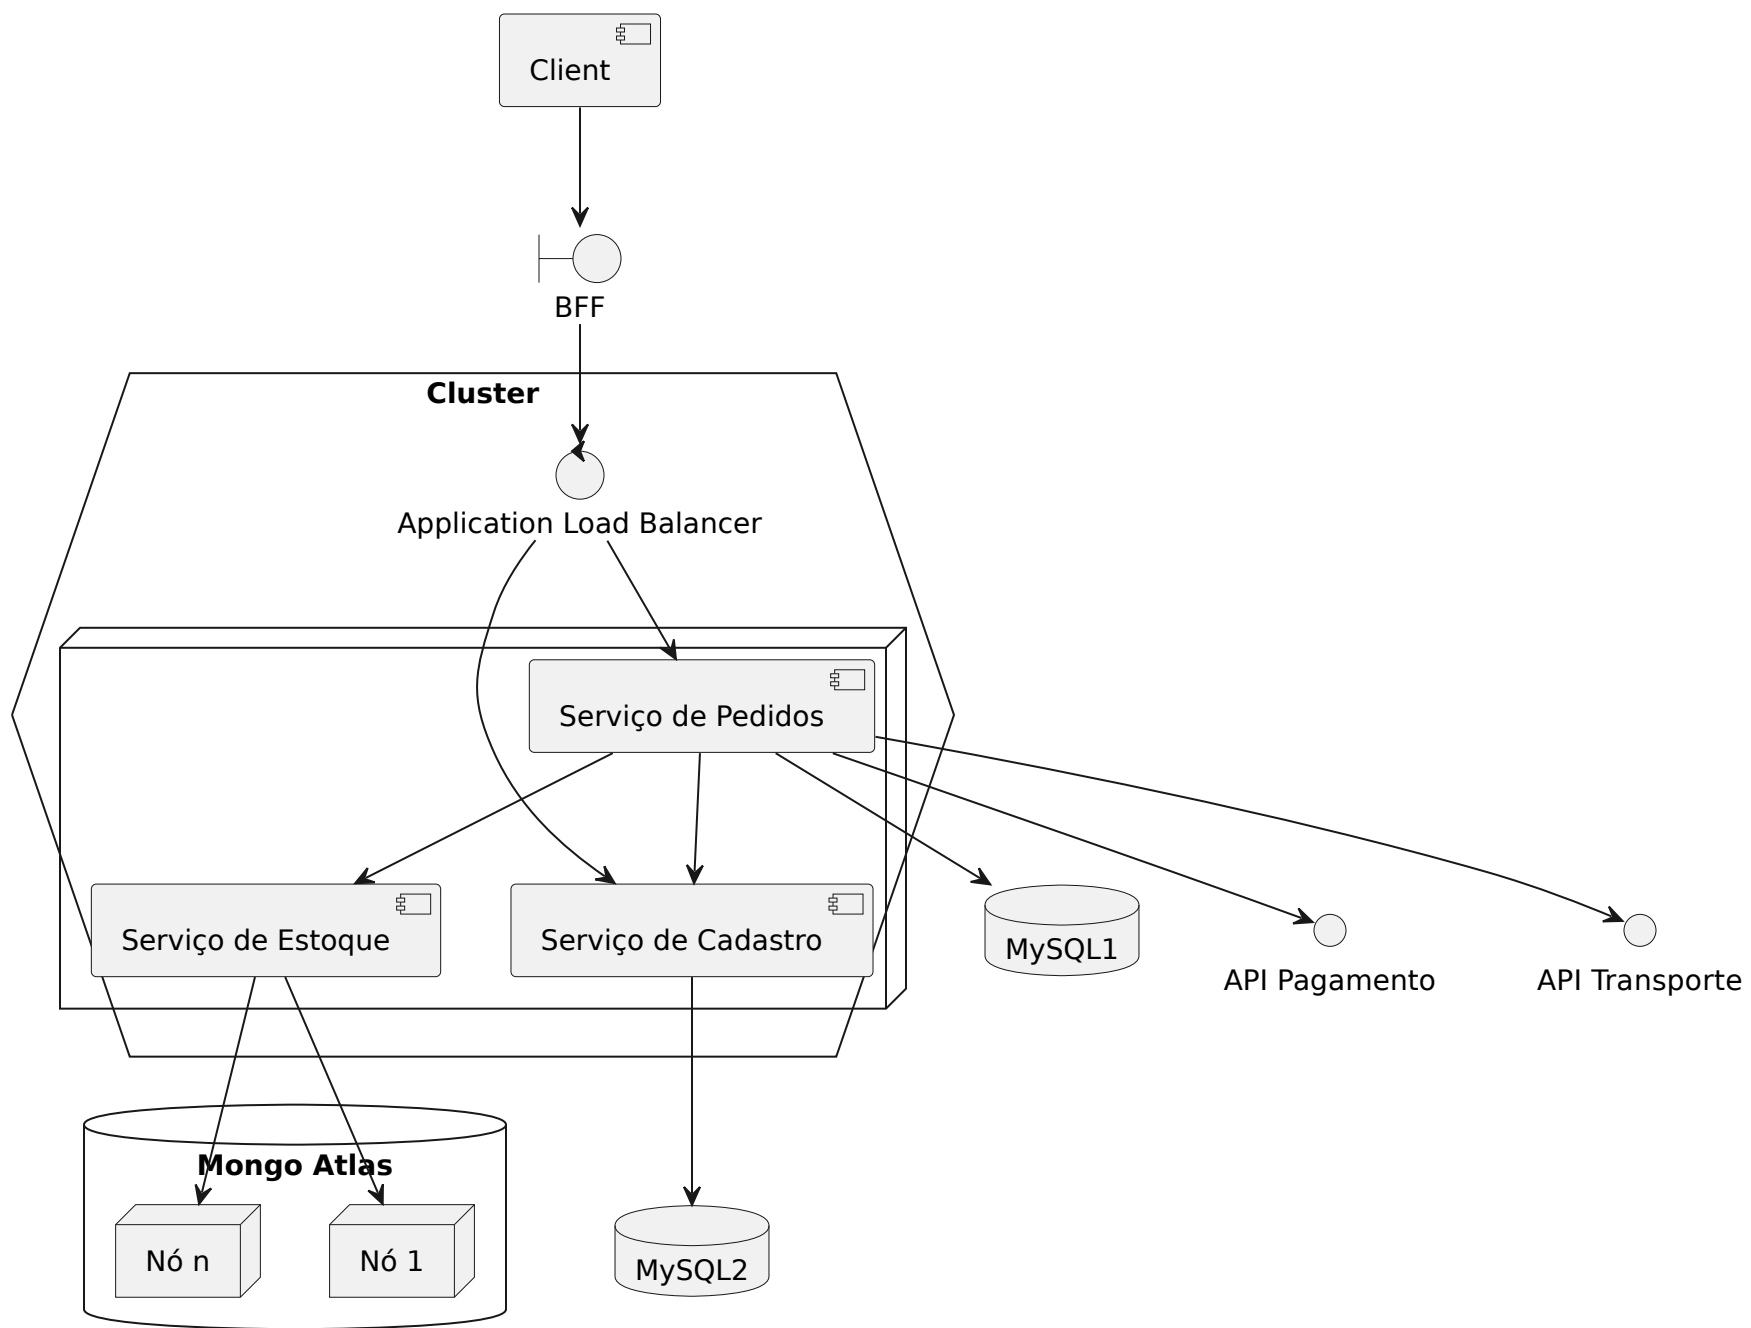 Client
BFF
Cluster
Application Load Balancer
Serviço de Pedidos
Serviço de Estoque
Serviço de Cadastro
MySQL1
API Pagamento
API Transporte
Mongo Atlas
Nó n
Nó 1
MySQL2